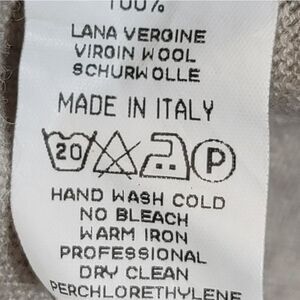 100%
LANA VERGINE
VIRGIN WOOL
SCHURWOLLE
MADE IN ITALY
20 P
HAND WASH COLD
NO BLEACH
WARM IRON
PROFESSIONAL
DRY CLEAN
PERCHLORETHYLENE